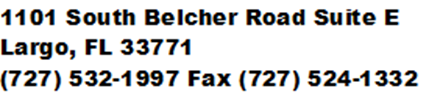 1101 South Belcher Road Suite E
Largo, FL 33771
(727) 532-1997 Fax (727) 524-1332